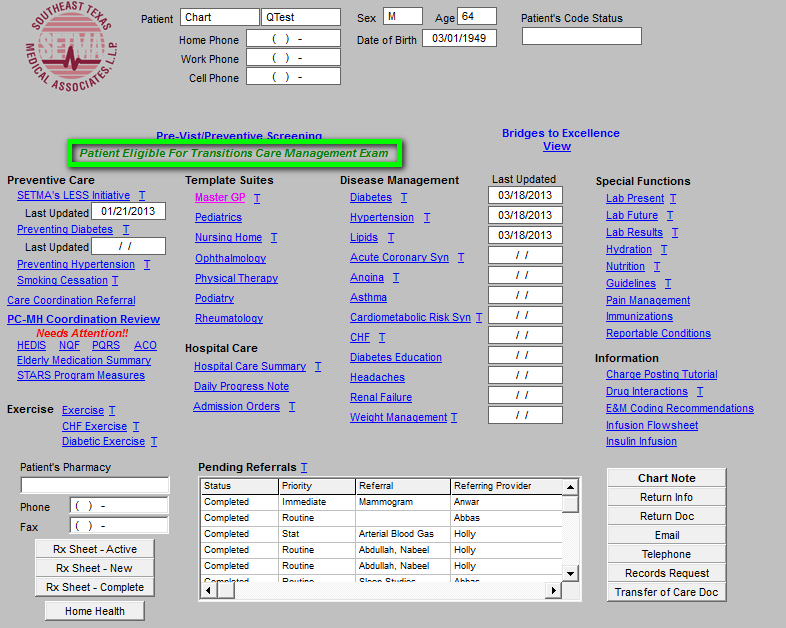 SOUTHEAST TEXAS
SETMA
MEDICAL ASSOCIATES, L.L.P.
Patient Chart QTest
Sex M Age 64
Patient's Code Status
Home Phone ( ) -
Date of Birth 03/01/1949
Work Phone ( ) -
Cell Phone ( ) -
Pre-Vist/Preventive Screening
Patient Eligible For Transitions Care Management Exam
Bridges to Excellence
View
Preventive Care
SETMA's LESS Initiative T
Last Updated 01/21/2013
Preventing Diabetes T
Last Updated / /
Preventing Hypertension T
Smoking Cessation T
Care Coordination Referral
PC-MH Coordination Review
Needs Attention!!
HEDIS NQF PQRS ACO
Elderly Medication Summary
STARS Program Measures
Exercise Exercise T
CHF Exercise T
Diabetic Exercise T
Template Suites
Master GP T
Pediatrics
Nursing Home T
Ophthalmology
Physical Therapy
Podiatry
Rheumatology
Hospital Care
Hospital Care Summary T
Daily Progress Note
Admission Orders T
Disease Management Last Updated
Diabetes T 03/18/2013
Hypertension T 03/18/2013
Lipids T 03/18/2013
Acute Coronary Syn T / /
Angina T / /
Asthma / /
Cardiometabolic Risk Syn T / /
CHF T / /
Diabetes Education / /
Headaches / /
Renal Failure / /
Weight Management T / /
Special Functions
Lab Present T
Lab Future T
Lab Results T
Hydration T
Nutrition T
Guidelines T
Pain Management
Immunizations
Reportable Conditions
Information
Charge Posting Tutorial
Drug Interactions T
E&M Coding Recommendations
Infusion Flowsheet
Insulin Infusion
Patient's Pharmacy
Phone ( ) -
Fax ( ) -
Rx Sheet - Active
Rx Sheet - New
Rx Sheet - Complete
Home Health
Pending Referrals T
Status Priority Referral Referring Provider
Completed Immediate Mammogram Anwar
Completed Routine Abbas
Completed Stat Arterial Blood Gas Holly
Completed Routine Abdullah, Nabeel Holly
Completed Routine Abdullah, Nabeel Holly
Completed Routine Sleep Studies Abbas
Chart Note
Return Info
Return Doc
Email
Telephone
Records Request
Transfer of Care Doc